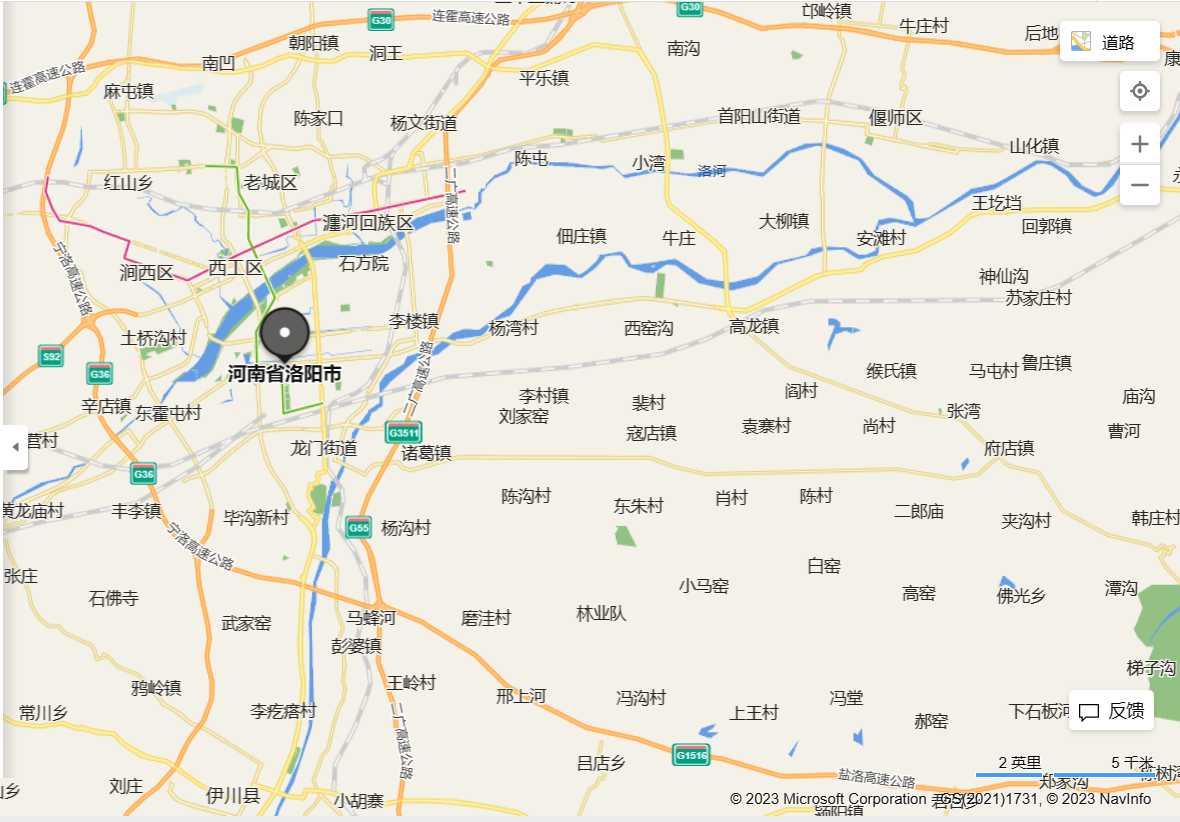 G30
连霍高速公路
G30
邙岭镇
牛庄村
后地
道路
朝阳镇
洞王
南沟
南凹
连霍高速公路
平乐镇
麻屯镇
陈家口
杨文街道
首阳山街道
偃师区
山化镇
陈屯
小湾
洛河
红山乡
老城区
二广高速公路
王圪垱
瀍河回族区
大柳镇
回郭镇
佃庄镇
牛庄
安滩村
宁洛高速公路
涧西区
西工区
石方院
神仙沟
苏家庄村
土桥沟村
李楼镇
杨湾村
西窑沟
高龙镇
S92
G36
河南省洛阳市
二广高速公路
缑氏镇
马屯村
鲁庄镇
辛店镇
东霍屯村
李村镇
刘家窑
裴村
阎村
庙沟
张湾
G3511
寇店镇
袁寨村
尚村
曹河
营村
龙门街道
诸葛镇
府店镇
G36
黄龙庙村
丰李镇
毕沟新村
G55
杨沟村
陈沟村
东朱村
肖村
陈村
二郎庙
夹沟村
韩庄村
宁洛高速公路
张庄
白窑
石佛寺
小马窑
高窑
佛光乡
潭沟
武家窑
马蜂河
磨洼村
林业队
彭婆镇
梯子沟
鸦岭镇
王岭村
邢上河
冯沟村
冯堂
常川乡
李疙瘩村
上王村
郝窑
下石板河
反馈
二广高速公路
G1516
吕店乡
2 英里
5 千米
盐洛高速公路
郑家沟
刘庄
伊川县
小胡寨
© 2023 Microsoft Corporation - GS(2021)1731, © 2023 NavInfo
颍阳镇